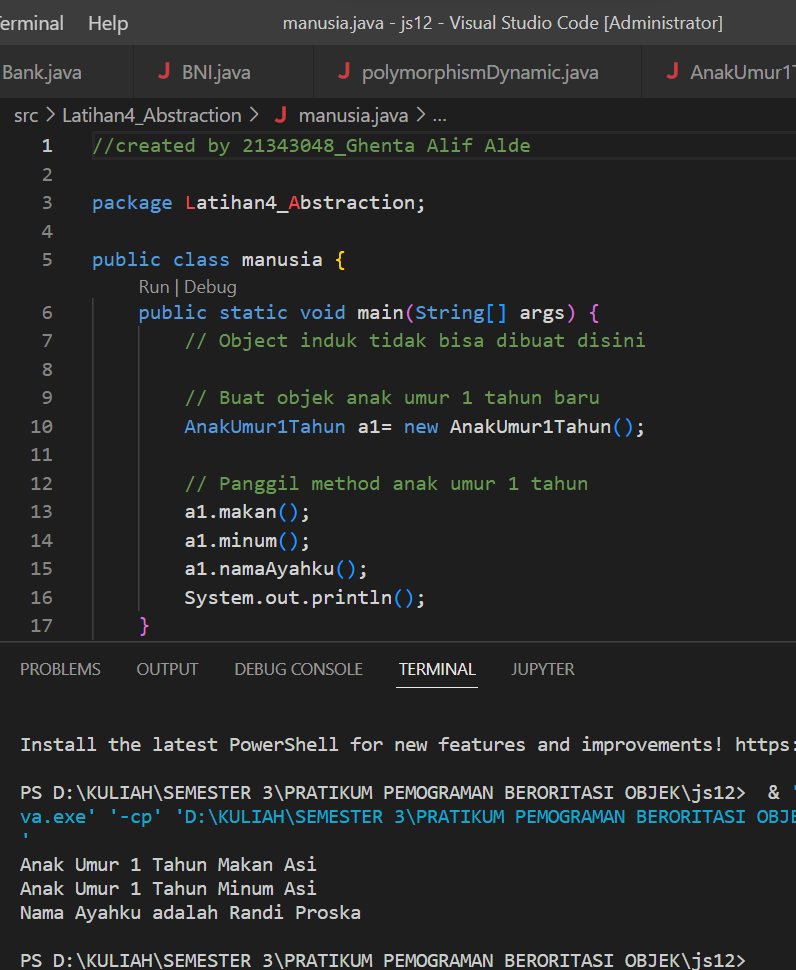 erminal Help manusia.java - js12 - Visual Studio Code [Administrator]
Bank.java J BNI.java J polymorphismDynamic.java J AnakUmur1T
src > Latihan4_Abstraction > J manusia.java > ...
1 //created by 21343048_Ghenta Alif Alde
2
3 package Latihan4_Abstraction;
4
5 public class manusia {
Run | Debug
6 public static void main(String[] args) {
7 // Object induk tidak bisa dibuat disini
8
9 // Buat objek anak umur 1 tahun baru
10 AnakUmur1Tahun a1= new AnakUmur1Tahun();
11
12 // Panggil method anak umur 1 tahun
13 a1.makan();
14 a1.minum();
15 a1.namaAyahku();
16 System.out.println();
17 }
PROBLEMS OUTPUT DEBUG CONSOLE TERMINAL JUPYTER
Install the latest PowerShell for new features and improvements! https:
PS D:\KULIAH\SEMESTER 3\PRATIKUM PEMOGRAMAN BERORITASI OBJEK\js12> & '
va.exe' '-cp' 'D:\KULIAH\SEMESTER 3\PRATIKUM PEMOGRAMAN BERORITASI OBJE
'
Anak Umur 1 Tahun Makan Asi
Anak Umur 1 Tahun Minum Asi
Nama Ayahku adalah Randi Proska
PS D:\KULIAH\SEMESTER 3\PRATIKUM PEMOGRAMAN BERORITASI OBJEK\js12>